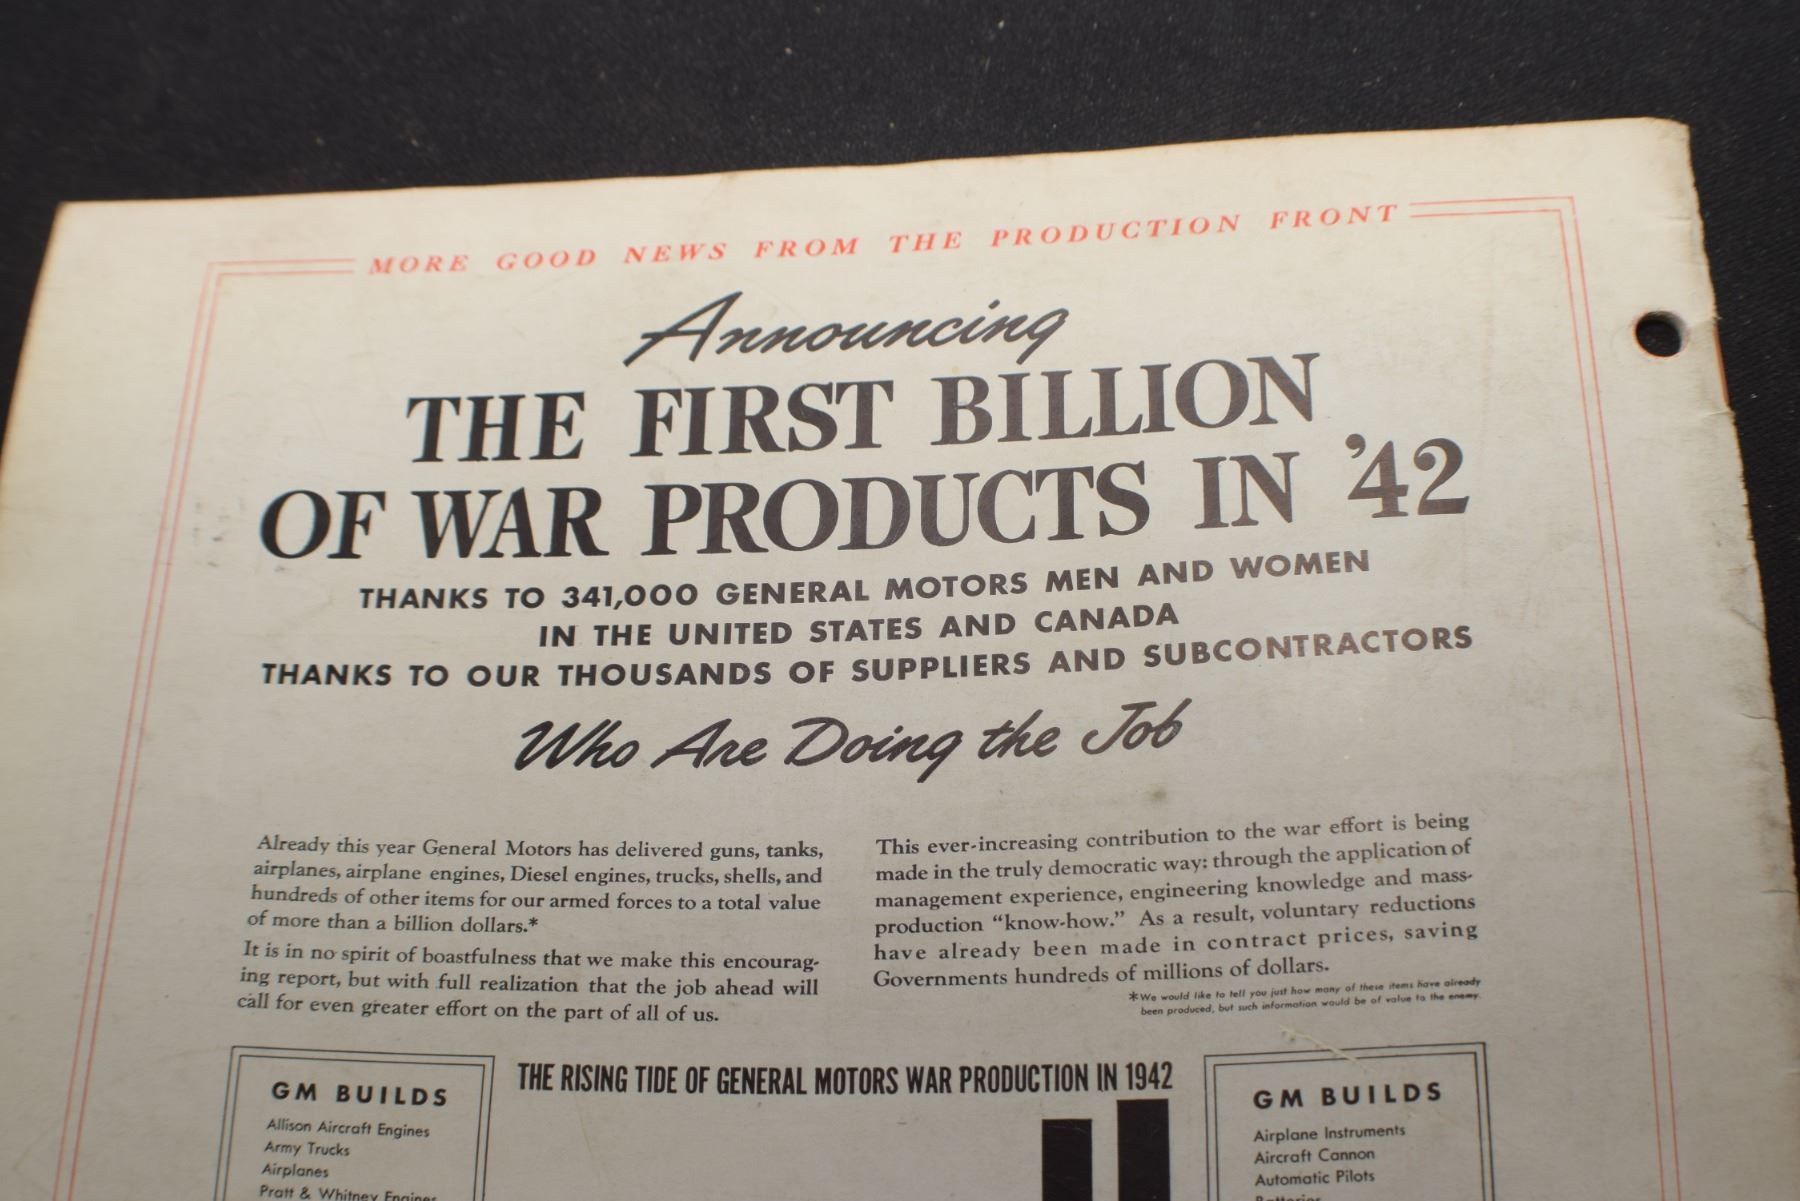 MORE GOOD NEWS FROM THE PRODUCTION FRONT
Announcing
THE FIRST BILLION
OF WAR PRODUCTS IN '42
THANKS TO 341,000 GENERAL MOTORS MEN AND WOMEN
IN THE UNITED STATES AND CANADA
THANKS TO OUR THOUSANDS OF SUPPLIERS AND SUBCONTRACTORS
Who Are Doing the Job
Already this year General Motors has delivered guns, tanks,
airplanes, airplane engines, Diesel engines, trucks, shells, and
hundreds of other items for our armed forces to a total value
of more than a billion dollars.*
It is in no spirit of boastfulness that we make this encourag-
ing report, but with full realization that the job ahead will
call for even greater effort on the part of all of us.
This ever-increasing contribution to the war effort is being
made in the truly democratic way: through the application of
management experience, engineering knowledge and mass-
production “know-how.” As a result, voluntary reductions
have already been made in contract prices, saving
Governments hundreds of millions of dollars.
*We would like to tell you just how many of these items have already
been produced, but such information would be of value to the enemy.
GM BUILDS
Allison Aircraft Engines
Army Trucks
Airplanes
Pratt & Whitney Engines
THE RISING TIDE OF GENERAL MOTORS WAR PRODUCTION IN 1942
GM BUILDS
Airplane Instruments
Aircraft Cannon
Automatic Pilots
Batteries